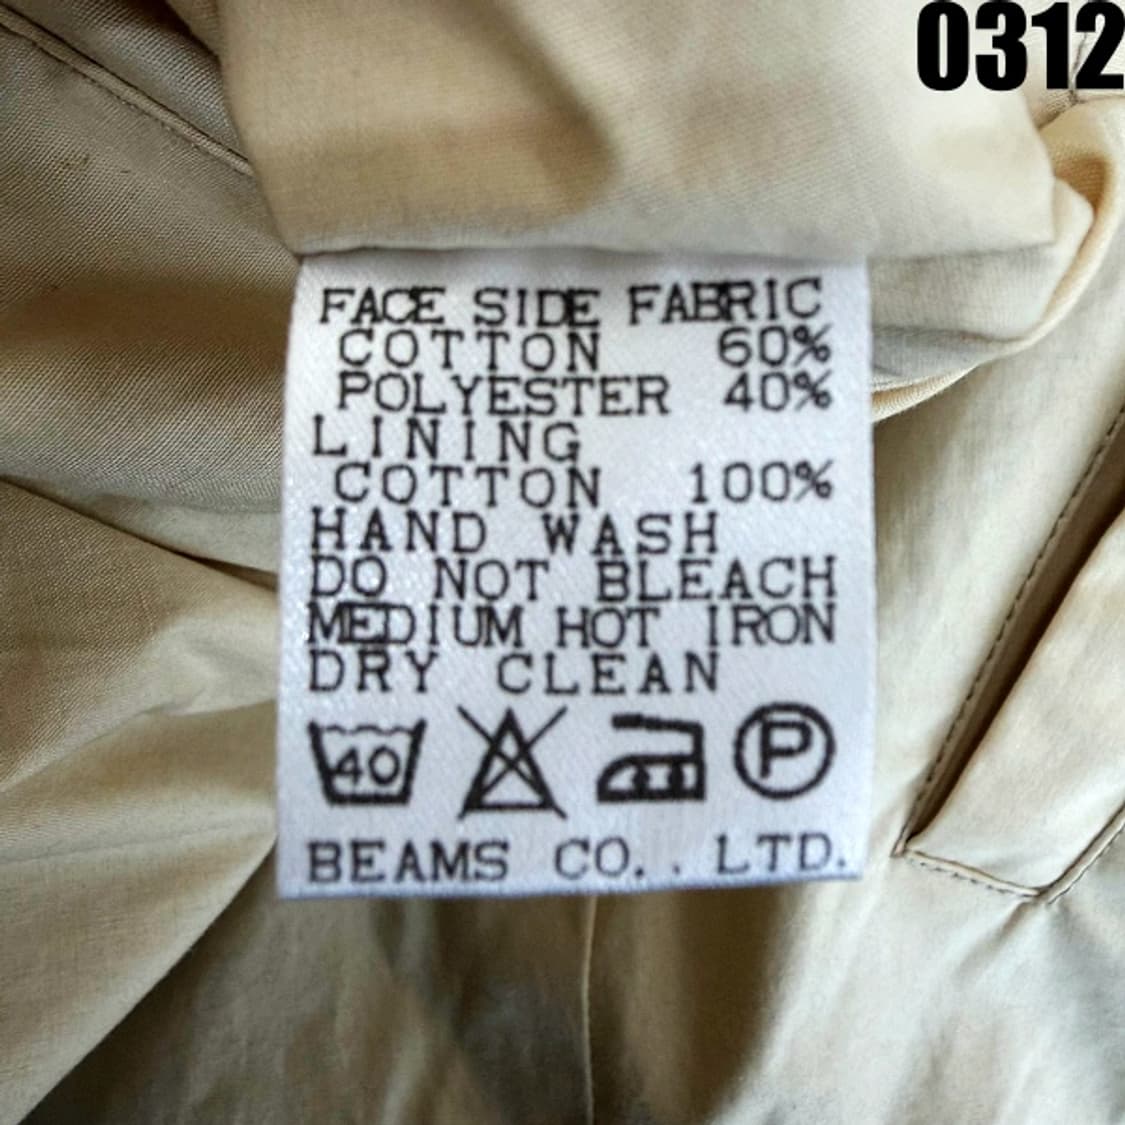 0312
FACE SIDE FABRIC
COTTON 60%
POLYESTER 40%
LINING
COTTON 100%
HAND WASH
DO NOT BLEACH
MEDIUM HOT IRON
DRY CLEAN
40 P
BEAMS CO.. LTD.